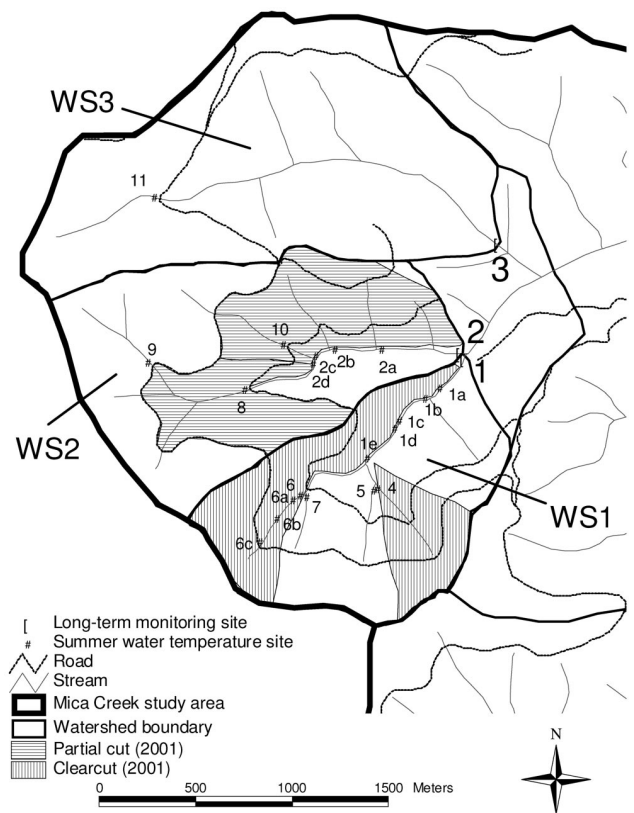 WS3
11
3
10
2
9
2b
2a
2c
1
2d
8
1a
1b
WS2
1c
1d
1e
6
5
4
6a
7
WS1
6b
6c
[ Long-term monitoring site
# Summer water temperature site
Road
Stream
Mica Creek study area
Watershed boundary
Partial cut (2001)
Clearcut (2001)
N
0 500 1000 1500 Meters